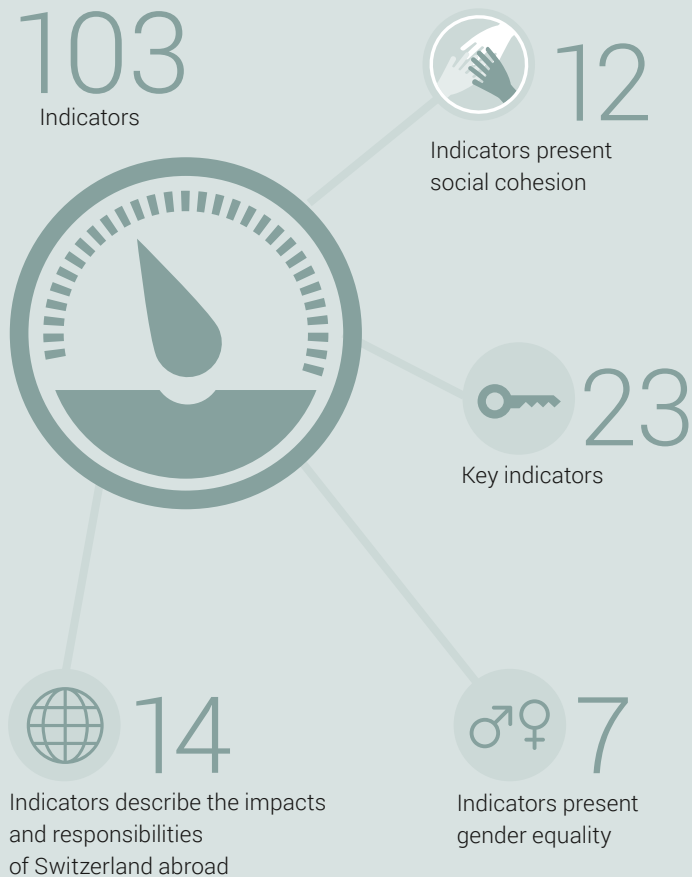 103
Indicators
12
Indicators present
social cohesion
23
Key indicators
14
Indicators describe the impacts
and responsibilities
of Switzerland abroad
7
Indicators present
gender equality